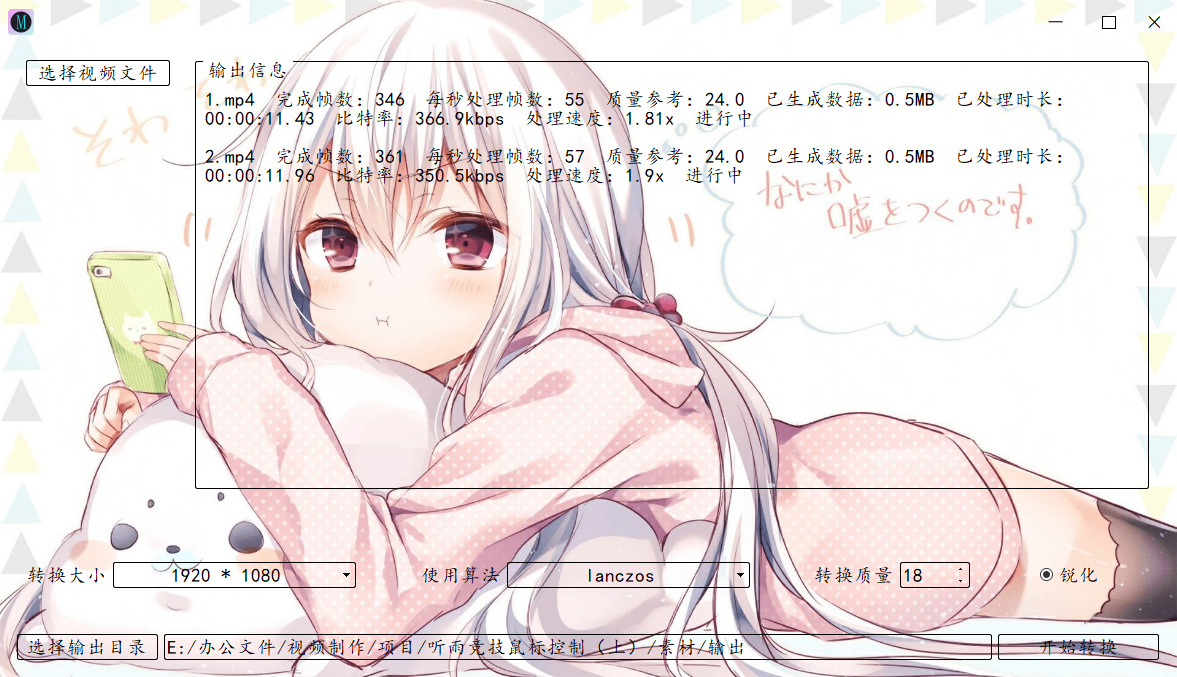 M
选择视频文件
输出信息
そわ
そわ
1.mp4 完成帧数：346 每秒处理帧数：55 质量参考：24.0 已生成数据：0.5MB 已处理时长：
00:00:11.43 比特率：366.9kbps 处理速度：1.81x 进行中
2.mp4 完成帧数：361 每秒处理帧数：57 质量参考：24.0 已生成数据：0.5MB 已处理时长：
00:00:11.96 比特率：350.5kbps 处理速度：1.9x 进行中
なにか
嘘をつくのです。
转换大小 1920 * 1080 使用算法 lanczos 转换质量 18 锐化
选择输出目录 E:/办公文件/视频制作/项目/听雨竞技鼠标控制（上）/素材/输出 开始转换